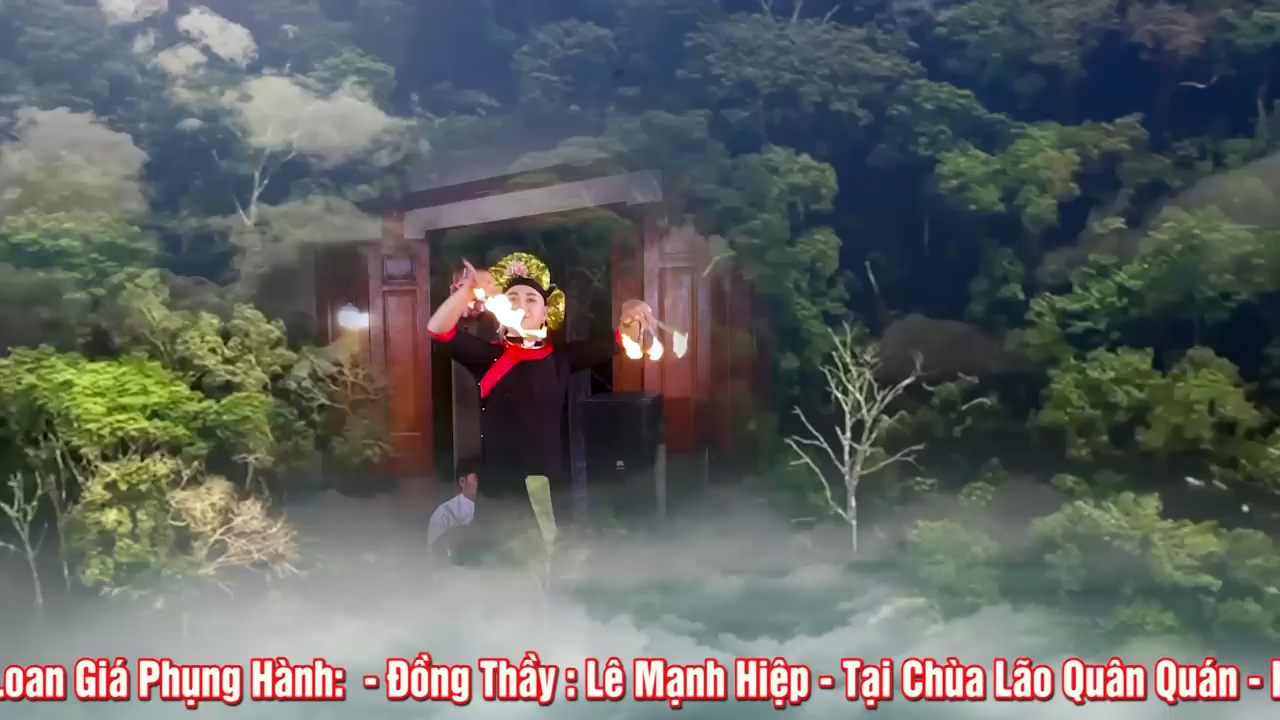 Loan Giá Phụng Hành: - Đồng Thầy : Lê Mạnh Hiệp - Tại Chùa Lão Quân Quán -